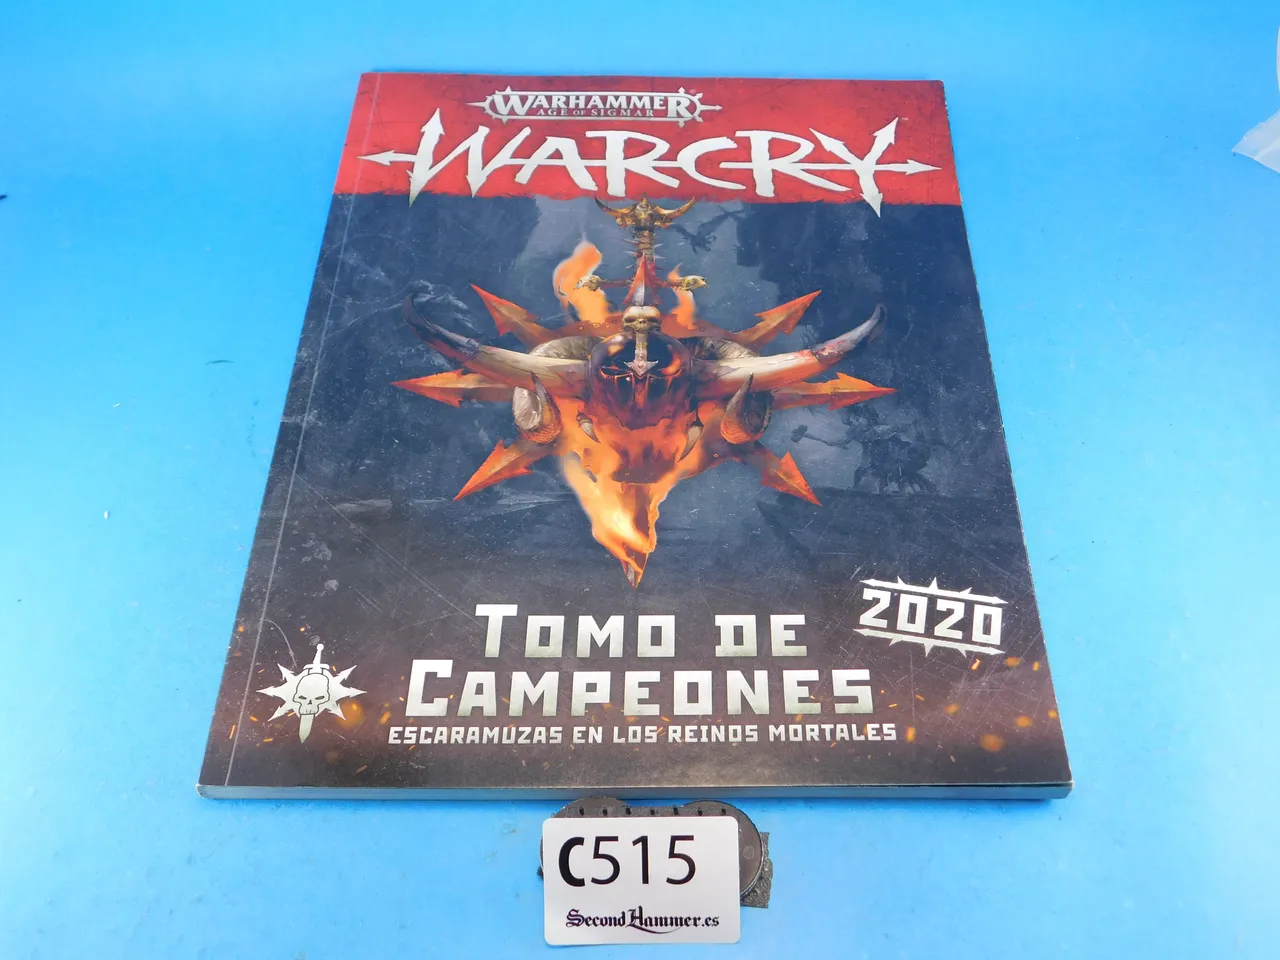 WARHAMMER
AGE OF SIGMAR
WARCRY
2020
TOMO DE
CAMPEONES
ESCARAMUZAS EN LOS REINOS MORTALES
C515
SecondHammer.es